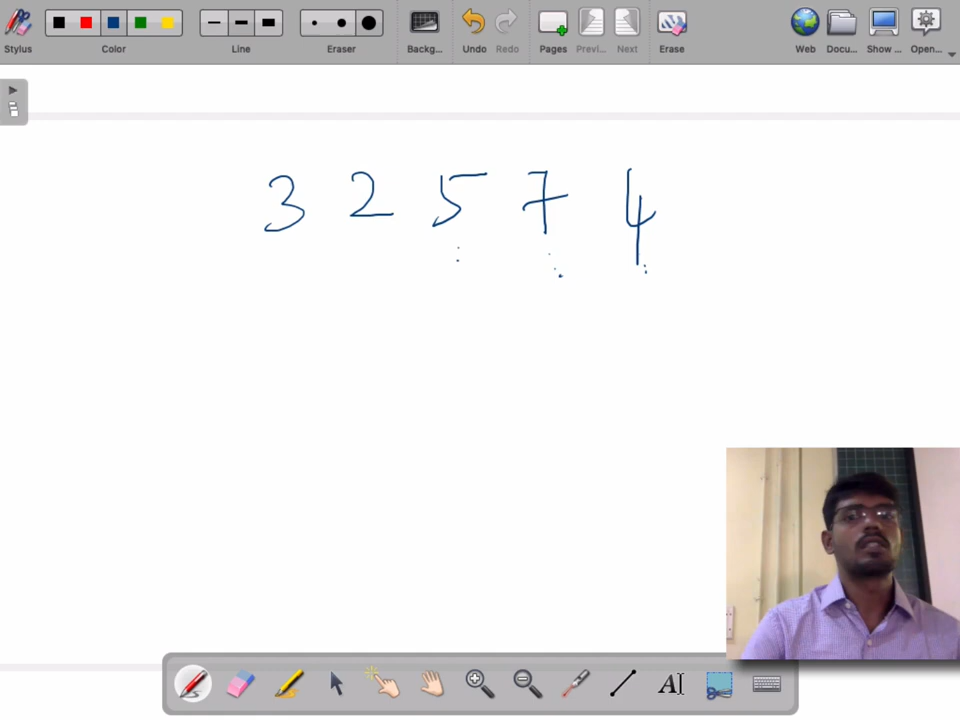 Stylus Color Line Eraser Backg... Undo Redo Pages Previ... Next Erase Web Docu... Show ... Open...
3 2 5 7 4
AI